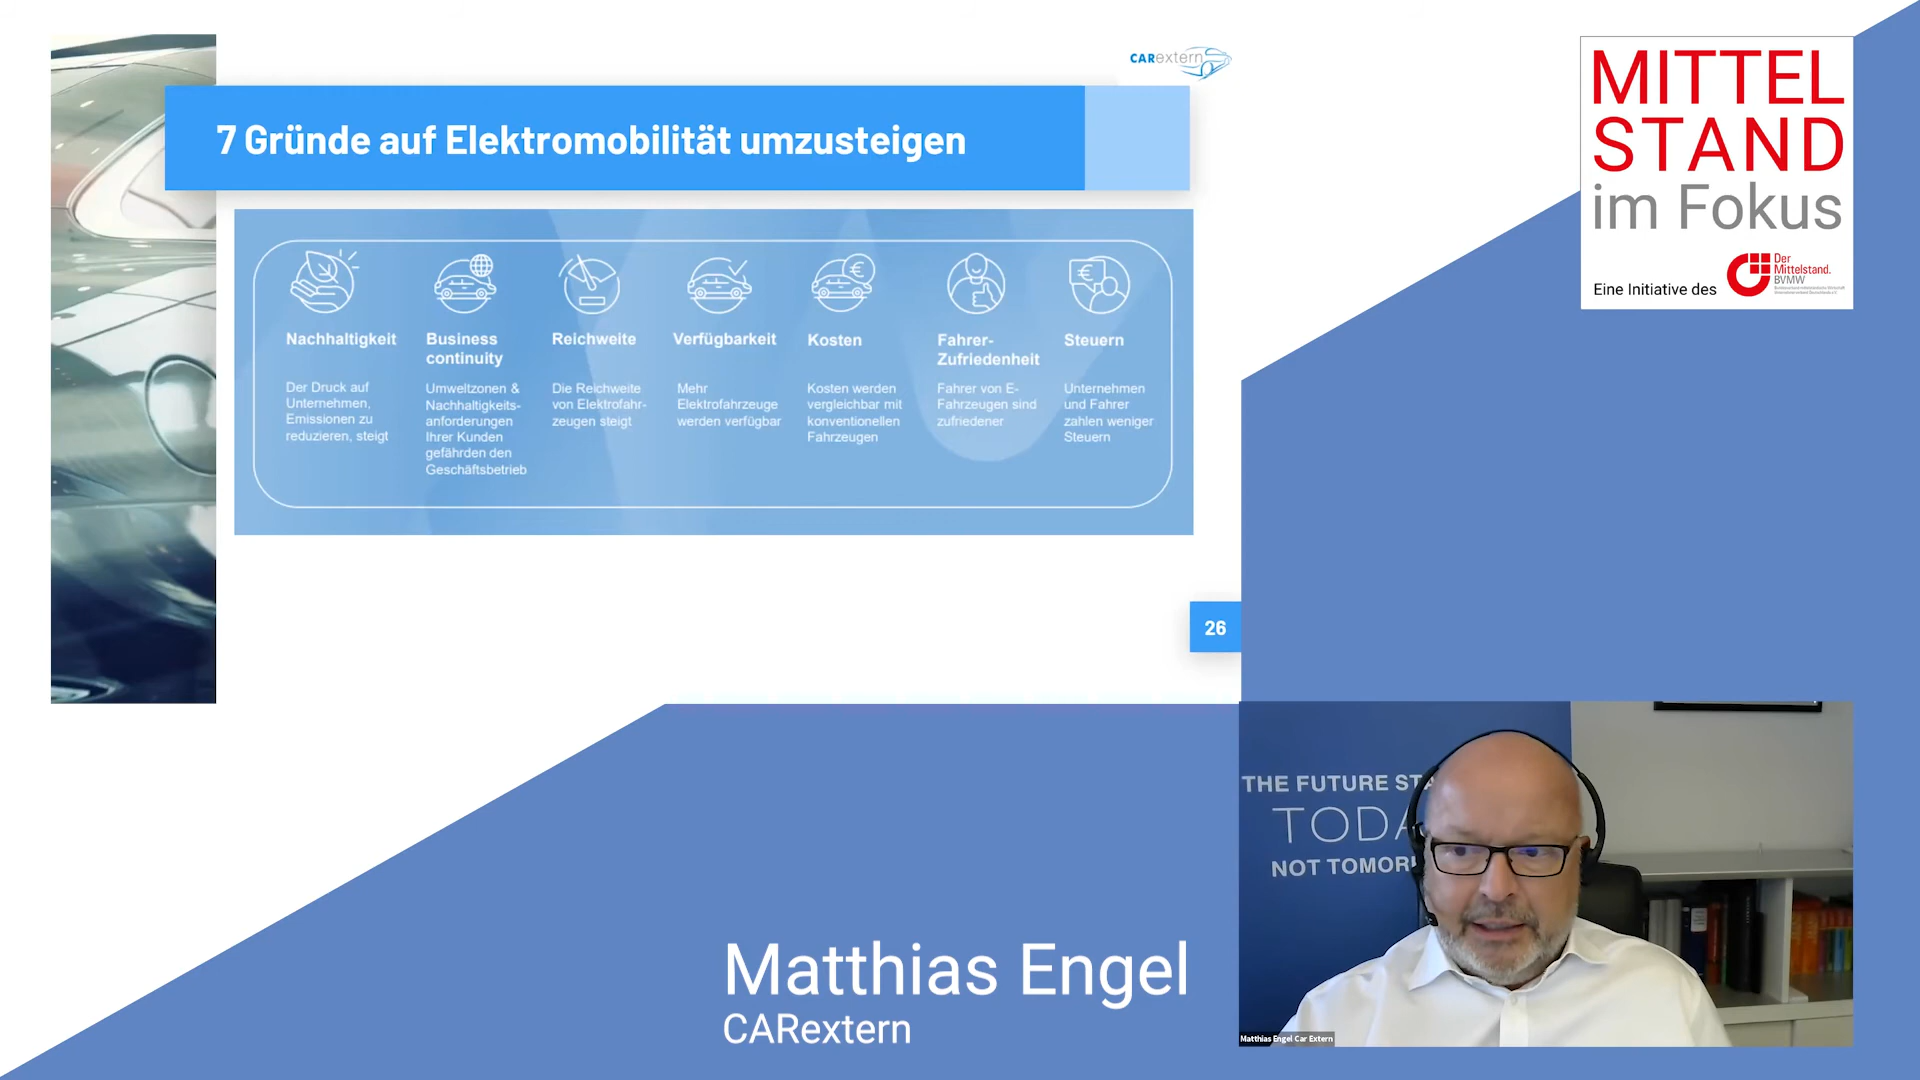 CARextern
7 Gründe auf Elektromobilität umzusteigen
Nachhaltigkeit
Der Druck auf
Unternehmen,
Emissionen zu
reduzieren, steigt
Business
continuity
Umweltzonen &
Nachhaltigkeits-
anforderungen
Ihrer Kunden
gefährden den
Geschäftsbetrieb
Reichweite
Die Reichweite
von Elektrofahr-
zeugen steigt
Verfügbarkeit
Mehr
Elektrofahrzeuge
werden verfügbar
Kosten
Kosten werden
vergleichbar mit
konventionellen
Fahrzeugen
Fahrer-
Zufriedenheit
Fahrer von E-
Fahrzeugen sind
zufriedener
Steuern
Unternehmen
und Fahrer
zahlen weniger
Steuern
26
MITTEL
STAND
im Fokus
Eine Initiative des
Der
Mittelstand.
BVMW
THE FUTURE STA
TODA
NOT TOMOR
Matthias Engel Car Extern
Matthias Engel
CARextern